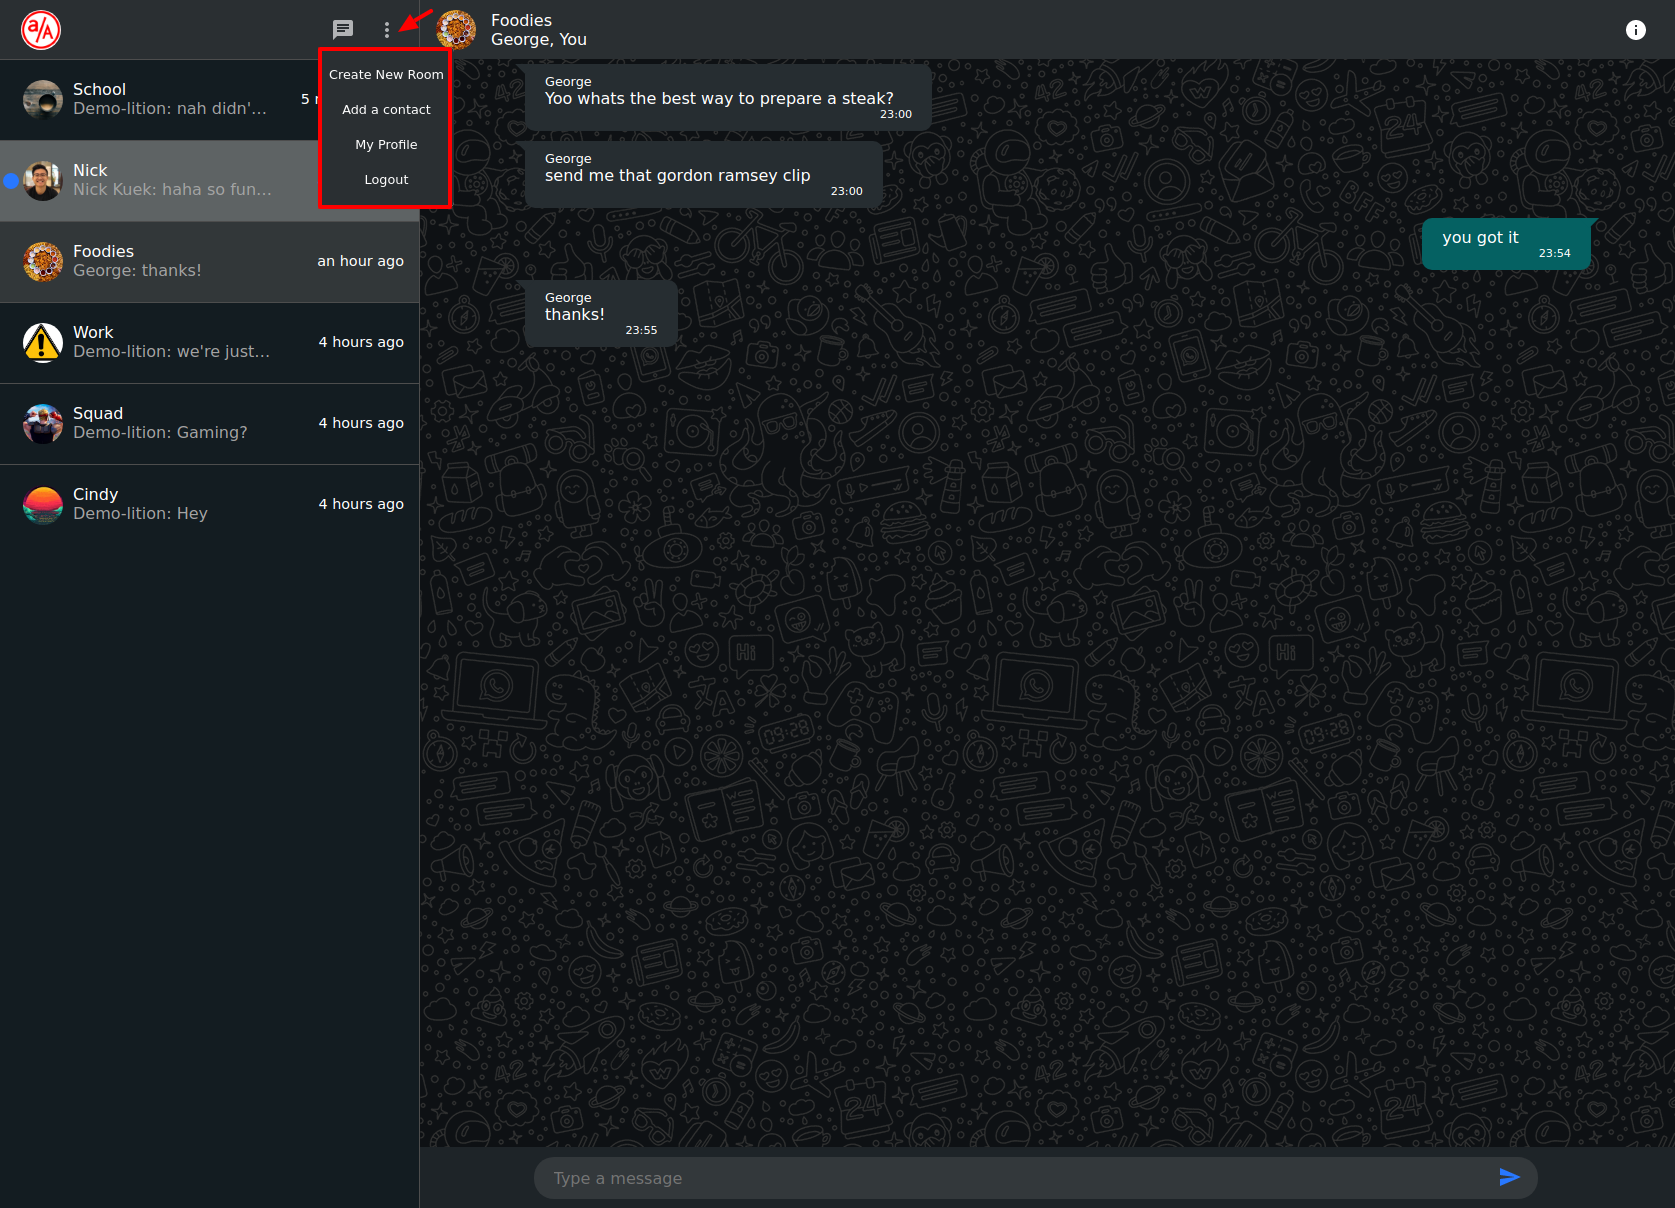 a/A
Create New Room
Add a contact
My Profile
Logout
School
Demo-lition: nah didn'...
5
Nick
Nick Kuek: haha so fun...
Foodies
George: thanks!
an hour ago
Work
Demo-lition: we're just...
4 hours ago
Squad
Demo-lition: Gaming?
4 hours ago
Cindy
Demo-lition: Hey
4 hours ago
Foodies
George, You
George
Yoo whats the best way to prepare a steak?
23:00
George
send me that gordon ramsey clip
23:00
you got it
23:54
George
thanks!
23:55
Type a message